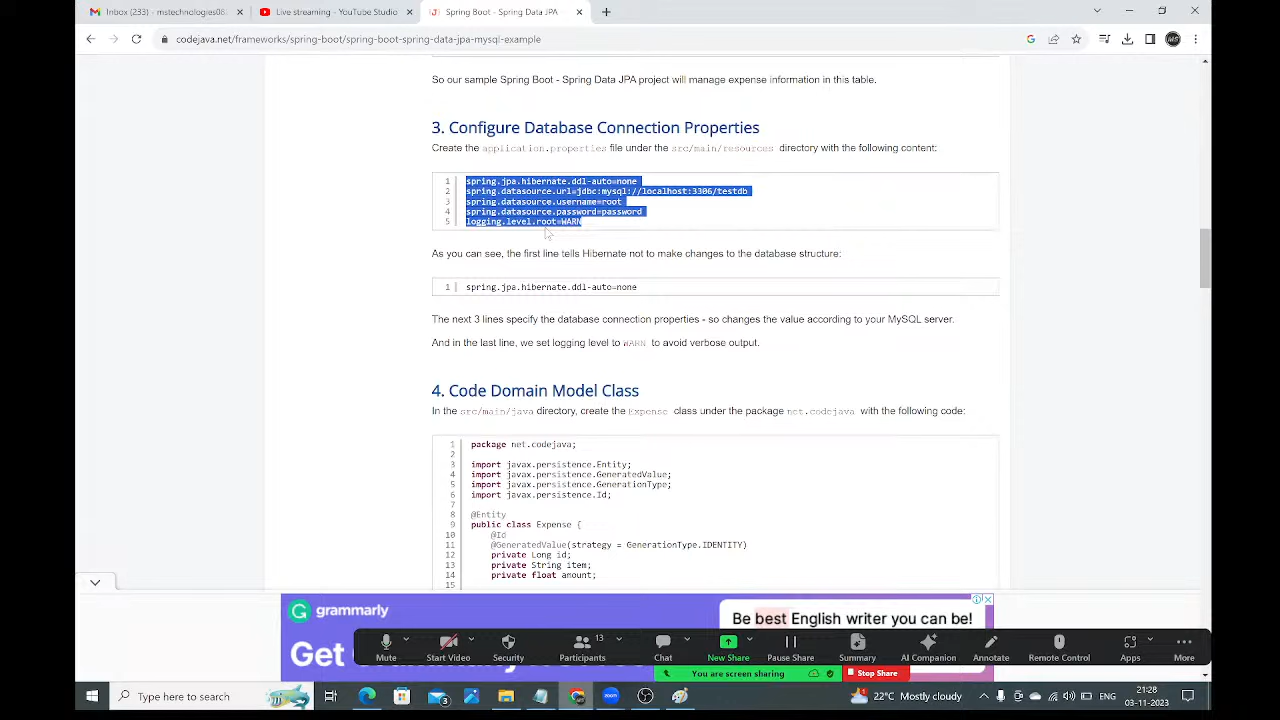 Inbox (233) - mstechnologies08
Live streaming - YouTube Studio
Spring Boot - Spring Data JPA
codejava.net/frameworks/spring-boot/spring-boot-spring-data-jpa-mysql-example
So our sample Spring Boot - Spring Data JPA project will manage expense information in this table.
3. Configure Database Connection Properties
Create the application.properties file under the src/main/resources directory with the following content:
1 spring.jpa.hibernate.ddl-auto=none
2 spring.datasource.url=jdbc:mysql://localhost:3306/testdb
3 spring.datasource.username=root
4 spring.datasource.password=password
5 logging.level.root=WARN
As you can see, the first line tells Hibernate not to make changes to the database structure:
1 spring.jpa.hibernate.ddl-auto=none
The next 3 lines specify the database connection properties - so changes the value according to your MySQL server.
And in the last line, we set logging level to WARN to avoid verbose output.
4. Code Domain Model Class
In the src/main/java directory, create the Expense class under the package net.codejava with the following code:
1 package net.codejava;
2
3 import javax.persistence.Entity;
4 import javax.persistence.GeneratedValue;
5 import javax.persistence.GenerationType;
6 import javax.persistence.Id;
7
8 @Entity
9 public class Expense {
10 @Id
11 @GeneratedValue(strategy = GenerationType.IDENTITY)
12 private Long id;
13 private String item;
14 private float amount;
15
grammarly
Be best English writer you can be!
Get
13
Mute
Start Video
Security
Participants
Chat
New Share
Pause Share
Summary
AI Companion
Annotate
Remote Control
Apps
More
You are screen sharing
Stop Share
Type here to search
22°C Mostly cloudy
ENG
21:28
03-11-2023